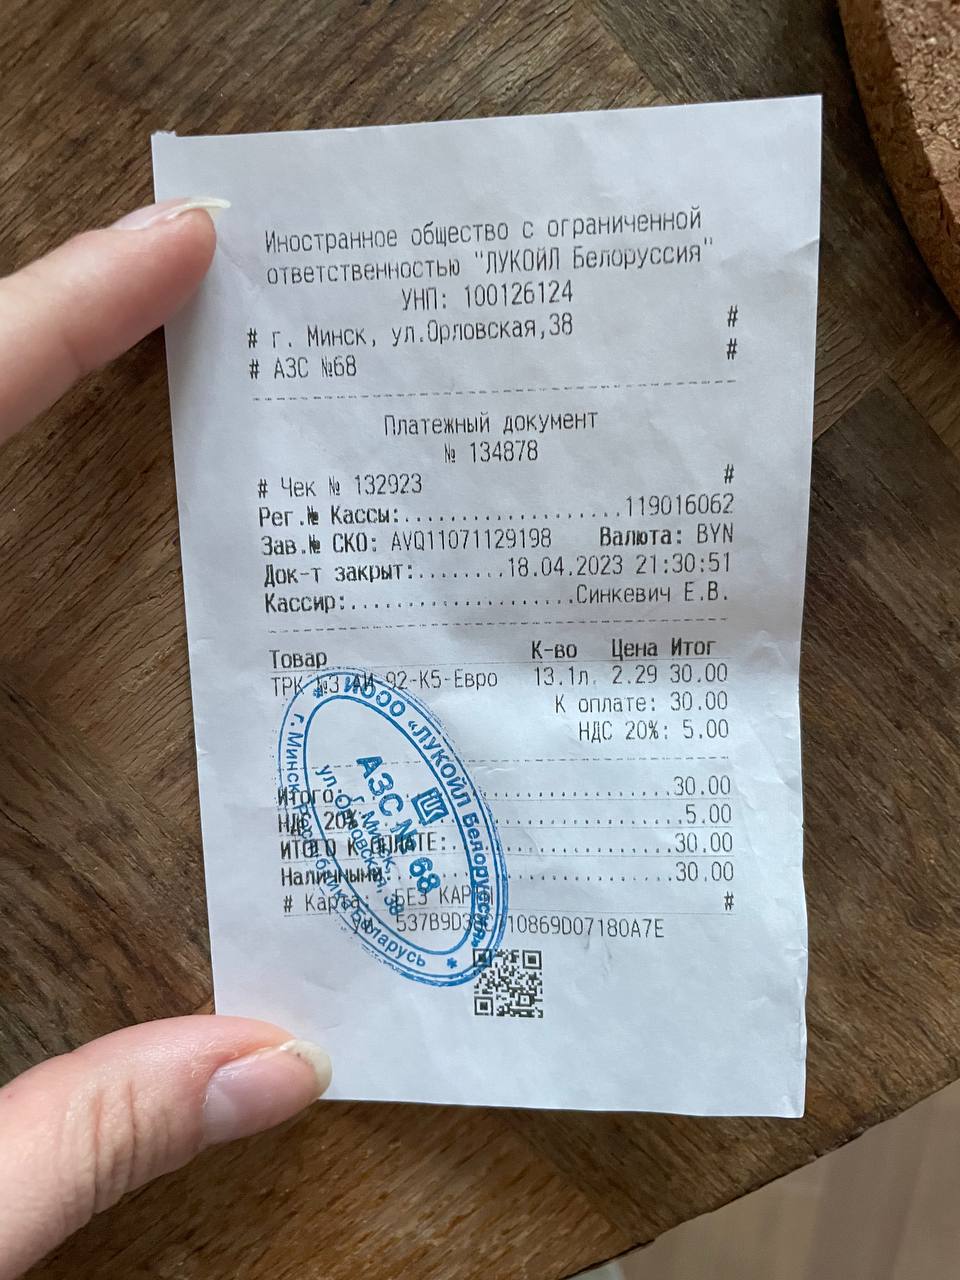 Иностранное общество с ограниченной
ответственностью "ЛУКОЙЛ Белоруссия"
УНП: 100126124
# г. Минск, ул.Орловская,38 #
# АЗС №68 #
Платежный документ
№ 134878
# Чек № 132923 #
Рег.№ Кассы:...................119016062
Зав.№ СКО: AVQ11071129198 Валюта: BYN
Док-т закрыт:........18.04.2023 21:30:51
Кассир:....................Синкевич Е.В.
Товар К-во Цена Итог
ТРК №3 АИ 92-К5-Евро 13.1л. 2.29 30.00
К оплате: 30.00
НДС 20%: 5.00
Итого:..............................30.00
НДС 20%:..............................5.00
ИТОГО К ОПЛАТЕ:....................30.00
Наличными:.........................30.00
# Карта: БЕЗ КАРТЫ #
10869D07180A7E
ИООО «ЛУКОЙЛ Белоруссия»
г. Минск, Республика Беларусь
АЗС № 68
г. Минск,
ул. Орловская, 38